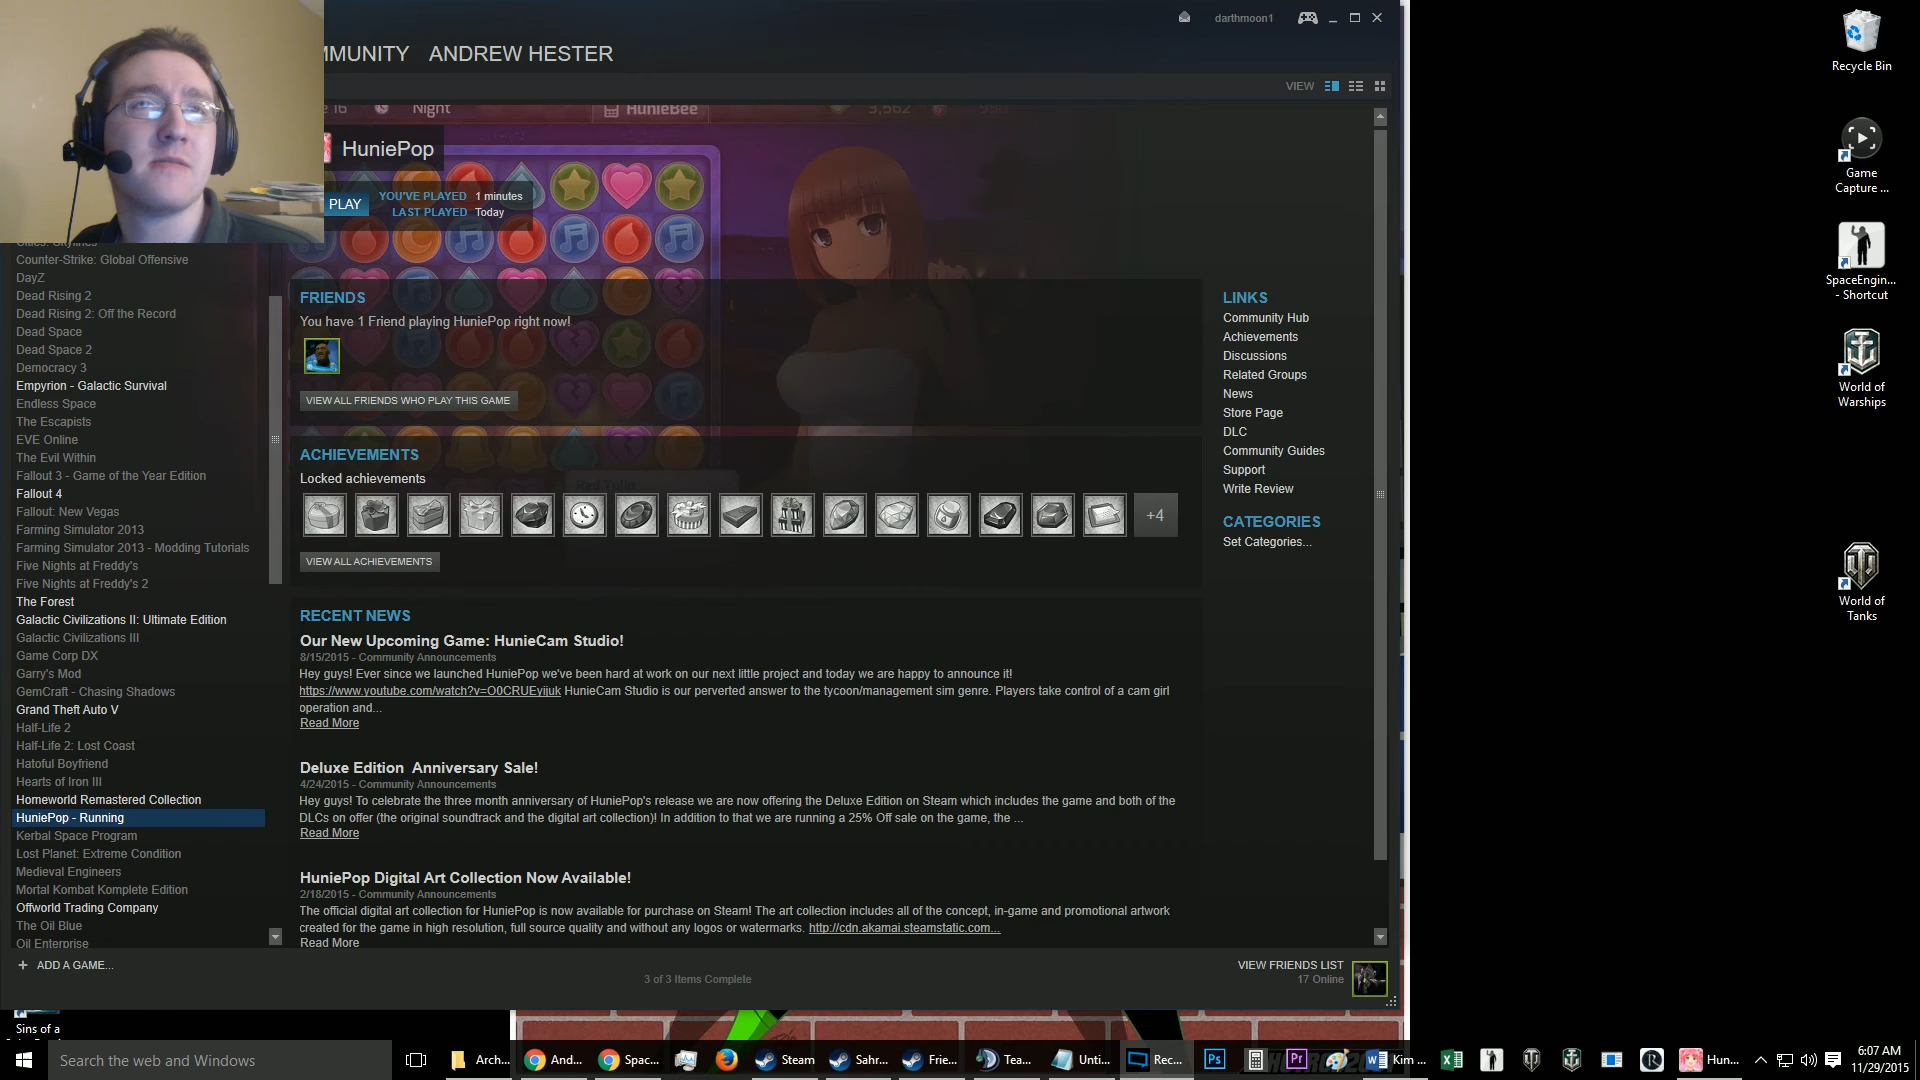 darthmoon1
MMUNITY ANDREW HESTER
VIEW
16 Night HunieBee 3,562
HuniePop
PLAY
YOU'VE PLAYED 1 minutes
LAST PLAYED Today
Counter-Strike: Global Offensive
DayZ
Dead Rising 2
Dead Rising 2: Off the Record
Dead Space
Dead Space 2
Democracy 3
Empyrion - Galactic Survival
Endless Space
The Escapists
EVE Online
The Evil Within
Fallout 3 - Game of the Year Edition
Fallout 4
Fallout: New Vegas
Farming Simulator 2013
Farming Simulator 2013 - Modding Tutorials
Five Nights at Freddy's
Five Nights at Freddy's 2
The Forest
Galactic Civilizations II: Ultimate Edition
Galactic Civilizations III
Game Corp DX
Garry's Mod
GemCraft - Chasing Shadows
Grand Theft Auto V
Half-Life 2
Half-Life 2: Lost Coast
Hatoful Boyfriend
Hearts of Iron III
Homeworld Remastered Collection
HuniePop - Running
Kerbal Space Program
Lost Planet: Extreme Condition
Medieval Engineers
Mortal Kombat Komplete Edition
Offworld Trading Company
The Oil Blue
Oil Enterprise
+ ADD A GAME...
FRIENDS
You have 1 Friend playing HuniePop right now!
VIEW ALL FRIENDS WHO PLAY THIS GAME
ACHIEVEMENTS
Locked achievements
+4
VIEW ALL ACHIEVEMENTS
RECENT NEWS
Our New Upcoming Game: HunieCam Studio!
8/15/2015 - Community Announcements
Hey guys! Ever since we launched HuniePop we've been hard at work on our next little project and today we are happy to announce it!
https://www.youtube.com/watch?v=O0CRUEyijuk HunieCam Studio is our perverted answer to the tycoon/management sim genre. Players take control of a cam girl
operation and...
Read More
Deluxe Edition Anniversary Sale!
4/24/2015 - Community Announcements
Hey guys! To celebrate the three month anniversary of HuniePop's release we are now offering the Deluxe Edition on Steam which includes the game and both of the
DLCs on offer (the original soundtrack and the digital art collection)! In addition to that we are running a 25% Off sale on the game, the ...
Read More
HuniePop Digital Art Collection Now Available!
2/18/2015 - Community Announcements
The official digital art collection for HuniePop is now available for purchase on Steam! The art collection includes all of the concept, in-game and promotional artwork
created for the game in high resolution, full source quality and without any logos or watermarks. http://cdn.akamai.steamstatic.com...
Read More
3 of 3 Items Complete
LINKS
Community Hub
Achievements
Discussions
Related Groups
News
Store Page
DLC
Community Guides
Support
Write Review
CATEGORIES
Set Categories...
VIEW FRIENDS LIST
17 Online
Recycle Bin
Game
Capture ...
SpaceEngin...
- Shortcut
World of
Warships
World of
Tanks
Sins of a
Search the web and Windows
Arch...
And...
Spac...
Steam
Sahr...
Frie...
Tea...
Unti...
Rec...
Ps
Pr
Kim ...
Hun...
6:07 AM
11/29/2015